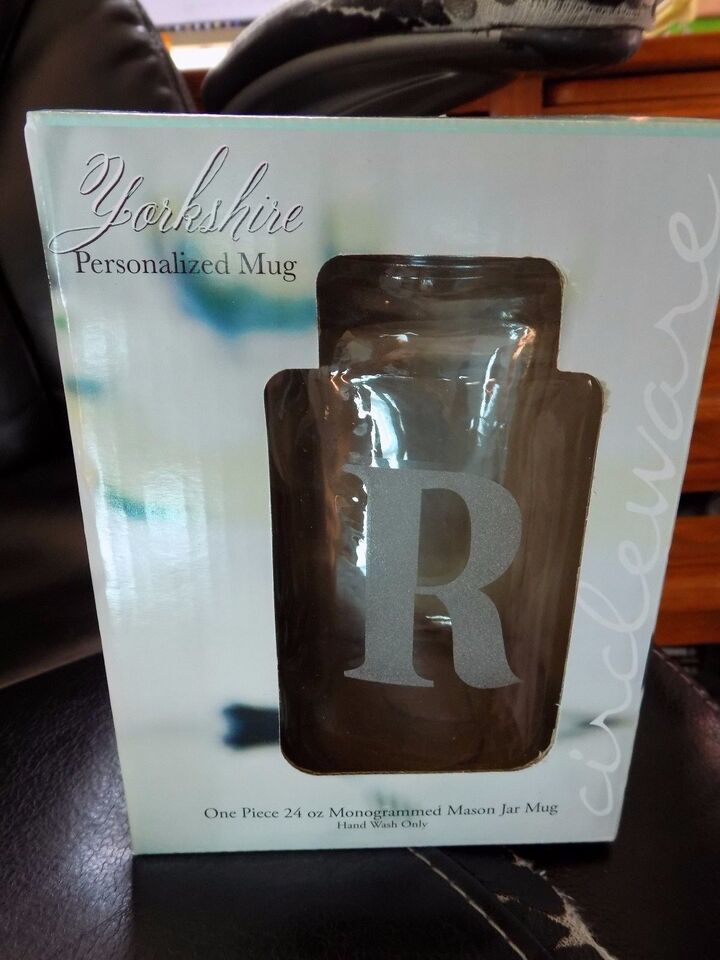 Yorkshire
Personalized Mug
R
circleware
One Piece 24 oz Monogrammed Mason Jar Mug
Hand Wash Only